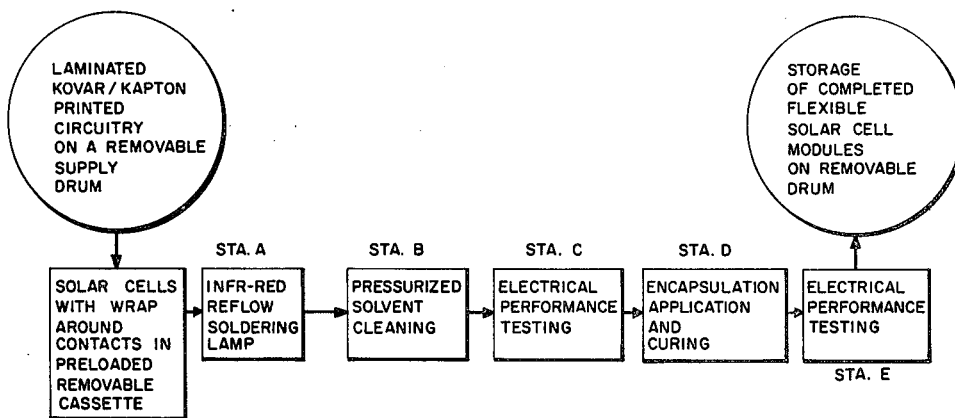 LAMINATED
KOVAR/KAPTON
PRINTED
CIRCUITRY
ON A REMOVABLE
SUPPLY
DRUM
STORAGE
OF COMPLETED
FLEXIBLE
SOLAR CELL
MODULES
ON REMOVABLE
DRUM
SOLAR CELLS
WITH WRAP
AROUND
CONTACTS IN
PRELOADED
REMOVABLE
CASSETTE
STA. A
INFR-RED
REFLOW
SOLDERING
LAMP
STA. B
PRESSURIZED
SOLVENT
CLEANING
STA. C
ELECTRICAL
PERFORMANCE
TESTING
STA. D
ENCAPSULATION
APPLICATION
AND
CURING
ELECTRICAL
PERFORMANCE
TESTING
STA. E